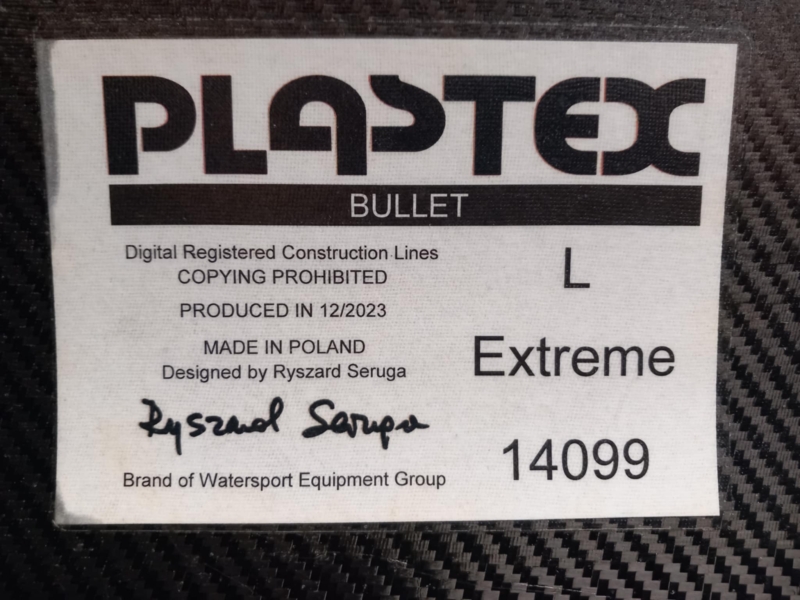 PLASTEX
BULLET
Digital Registered Construction Lines
COPYING PROHIBITED
PRODUCED IN 12/2023
MADE IN POLAND
Designed by Ryszard Seruga
Ryszard Seruga
Brand of Watersport Equipment Group
L
Extreme
14099